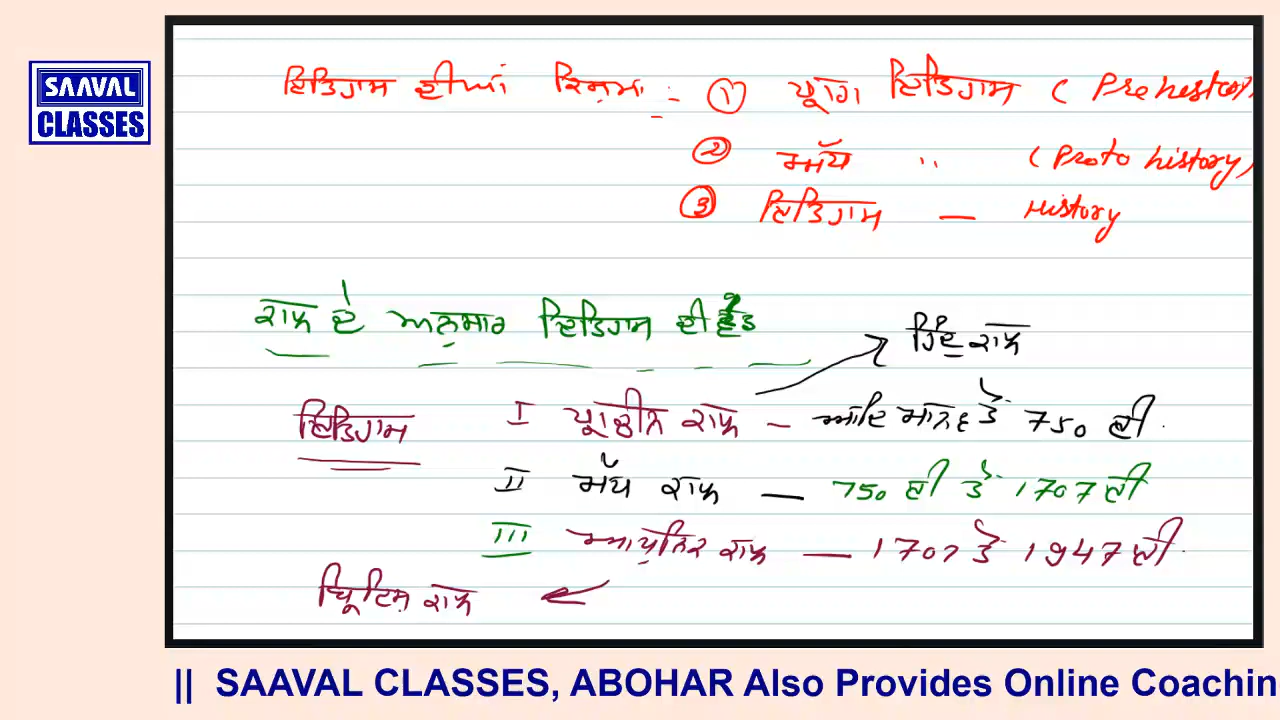 SAAVAL
CLASSES
ਇਤਿਹਾਸ ਦੀਆਂ ਕਿਸਮਾਂ :- ① ਪ੍ਰਾਗ ਇਤਿਹਾਸ (Prehistory
② ਮੱਧ " (Proto history)
③ ਇਤਿਹਾਸ — History
ਕਾਲ ਦੇ ਅਨੁਸਾਰ ਇਤਿਹਾਸ ਦੀ ਵੰਡ
ਹਿੰਦੂ ਕਾਲ
ਇਤਿਹਾਸ I ਪ੍ਰਾਚੀਨ ਕਾਲ — ਆਦਿ ਮਾਨਵ ਤੋਂ 750 ਈ.
II ਮੱਧ ਕਾਲ — 750 ਈ ਤੋਂ 1707 ਈ
III ਆਧੁਨਿਕ ਕਾਲ — 1707 ਤੋਂ 1947 ਈ.
ਬ੍ਰਿਟਿਸ਼ ਕਾਲ
|| SAAVAL CLASSES, ABOHAR Also Provides Online Coachin